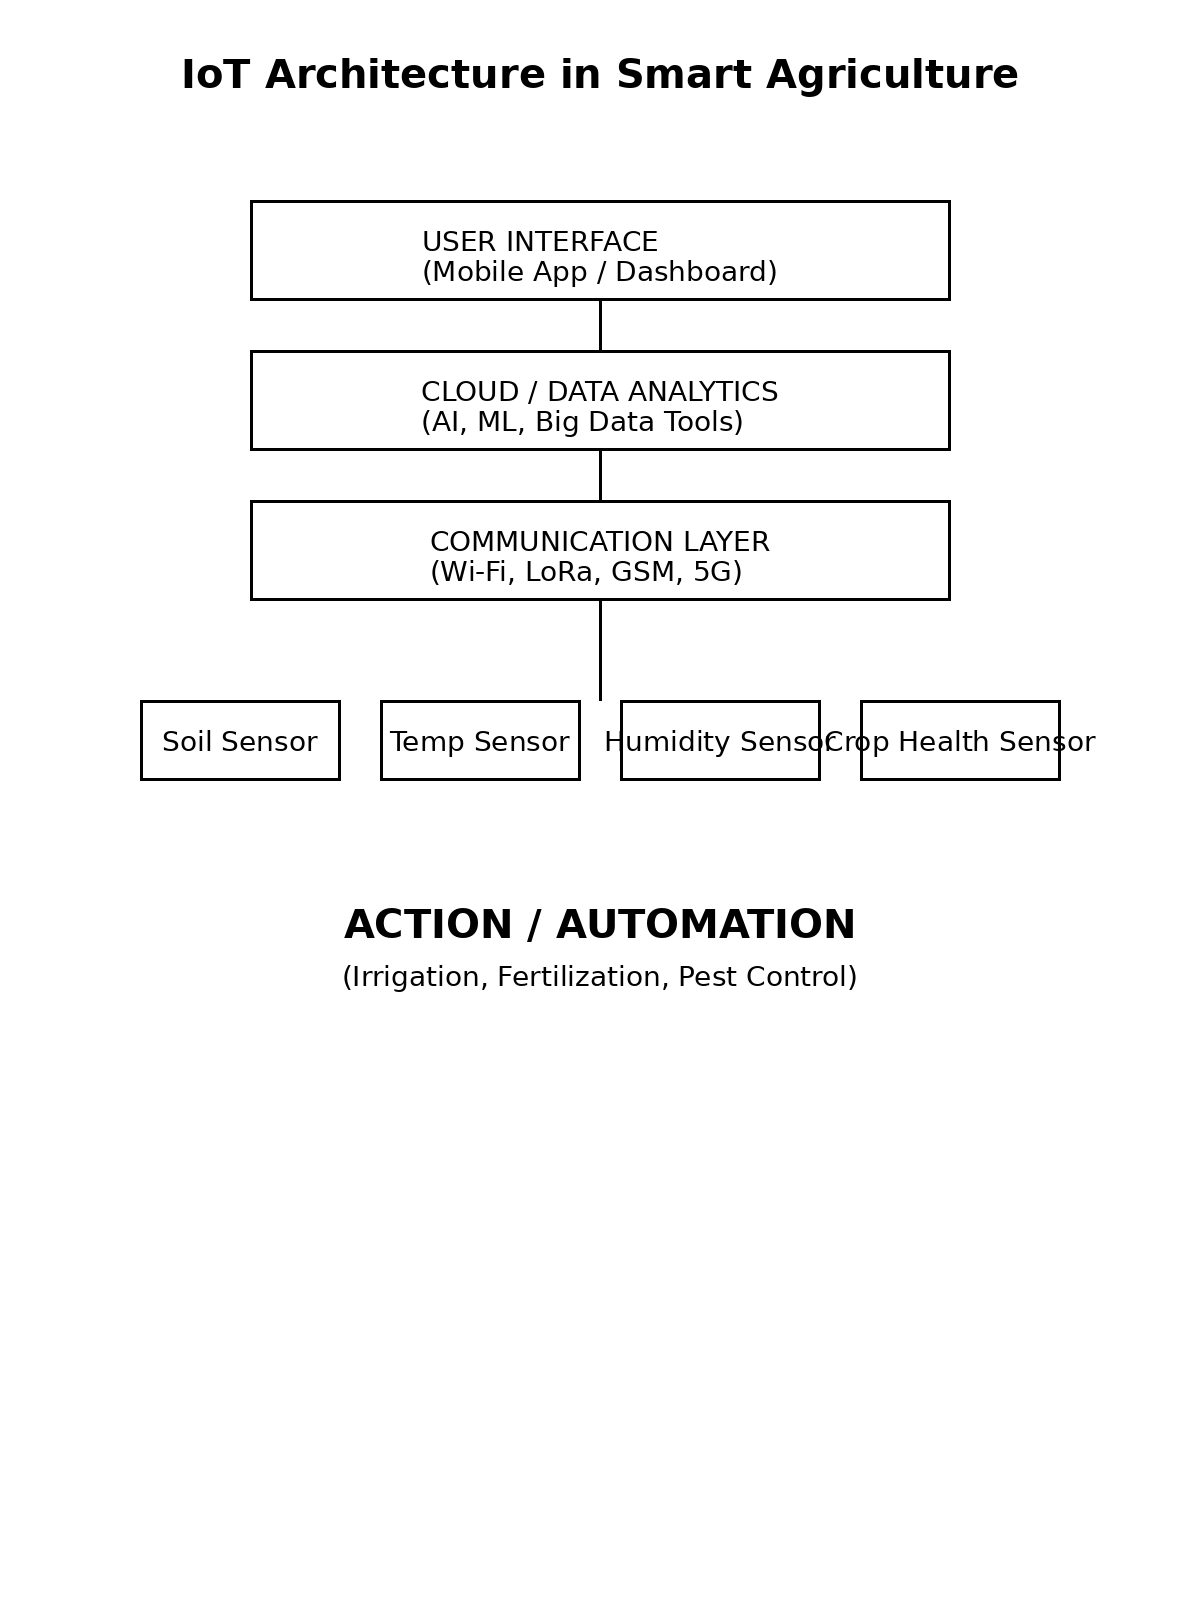 IoT Architecture in Smart Agriculture
USER INTERFACE
(Mobile App / Dashboard)
CLOUD / DATA ANALYTICS
(AI, ML, Big Data Tools)
COMMUNICATION LAYER
(Wi-Fi, LoRa, GSM, 5G)
Soil Sensor Temp Sensor Humidity Sensor Crop Health Sensor
ACTION / AUTOMATION
(Irrigation, Fertilization, Pest Control)